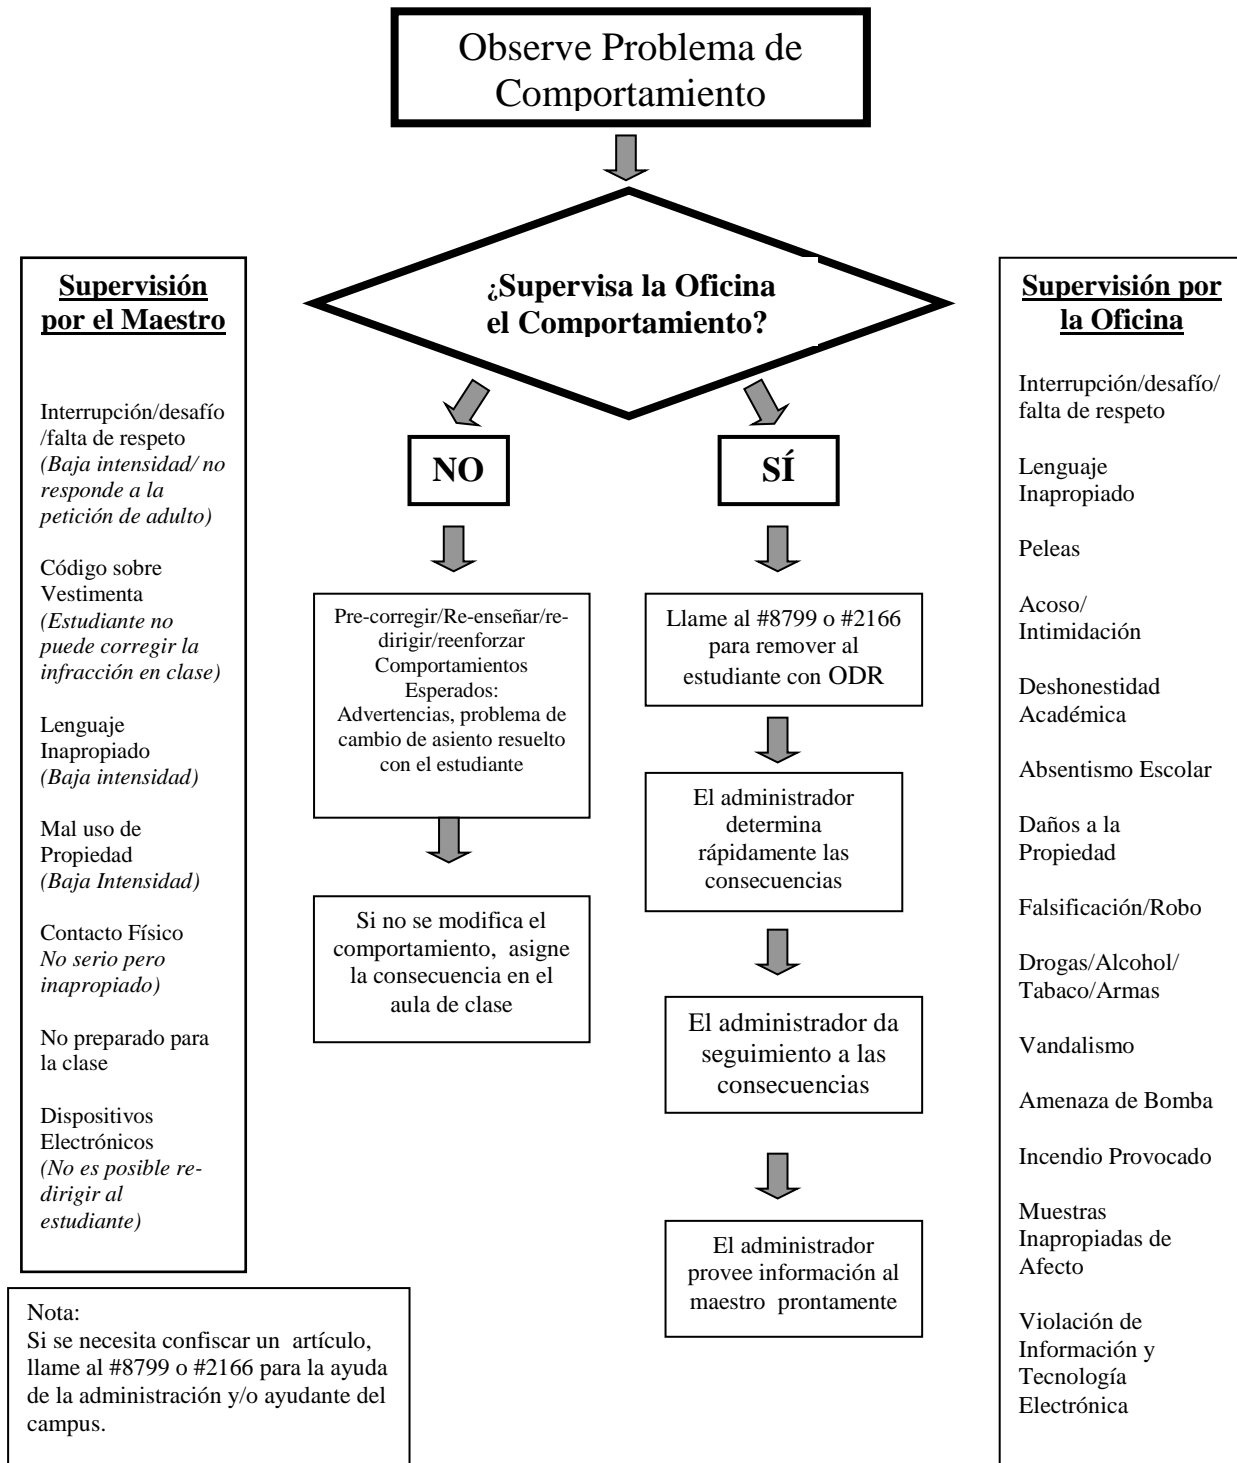 Observe Problema de
Comportamiento
¿Supervisa la Oficina
el Comportamiento?
Supervisión
por el Maestro
Interrupción/desafío
/falta de respeto
(Baja intensidad/ no
responde a la
petición de adulto)
Código sobre
Vestimenta
(Estudiante no
puede corregir la
infracción en clase)
Lenguaje
Inapropiado
(Baja intensidad)
Mal uso de
Propiedad
(Baja Intensidad)
Contacto Físico
No serio pero
inapropiado)
No preparado para
la clase
Dispositivos
Electrónicos
(No es posible re-
dirigir al
estudiante)
Nota:
Si se necesita confiscar un artículo,
llame al #8799 o #2166 para la ayuda
de la administración y/o ayudante del
campus.
NO
Pre-corregir/Re-enseñar/re-
dirigir/reenforzar
Comportamientos
Esperados:
Advertencias, problema de
cambio de asiento resuelto
con el estudiante
Si no se modifica el
comportamiento, asigne
la consecuencia en el
aula de clase
SÍ
Llame al #8799 o #2166
para remover al
estudiante con ODR
El administrador
determina
rápidamente las
consecuencias
El administrador da
seguimiento a las
consecuencias
El administrador
provee información al
maestro prontamente
Supervisión por
la Oficina
Interrupción/desafío/
falta de respeto
Lenguaje
Inapropiado
Peleas
Acoso/
Intimidación
Deshonestidad
Académica
Absentismo Escolar
Daños a la
Propiedad
Falsificación/Robo
Drogas/Alcohol/
Tabaco/Armas
Vandalismo
Amenaza de Bomba
Incendio Provocado
Muestras
Inapropiadas de
Afecto
Violación de
Información y
Tecnología
Electrónica